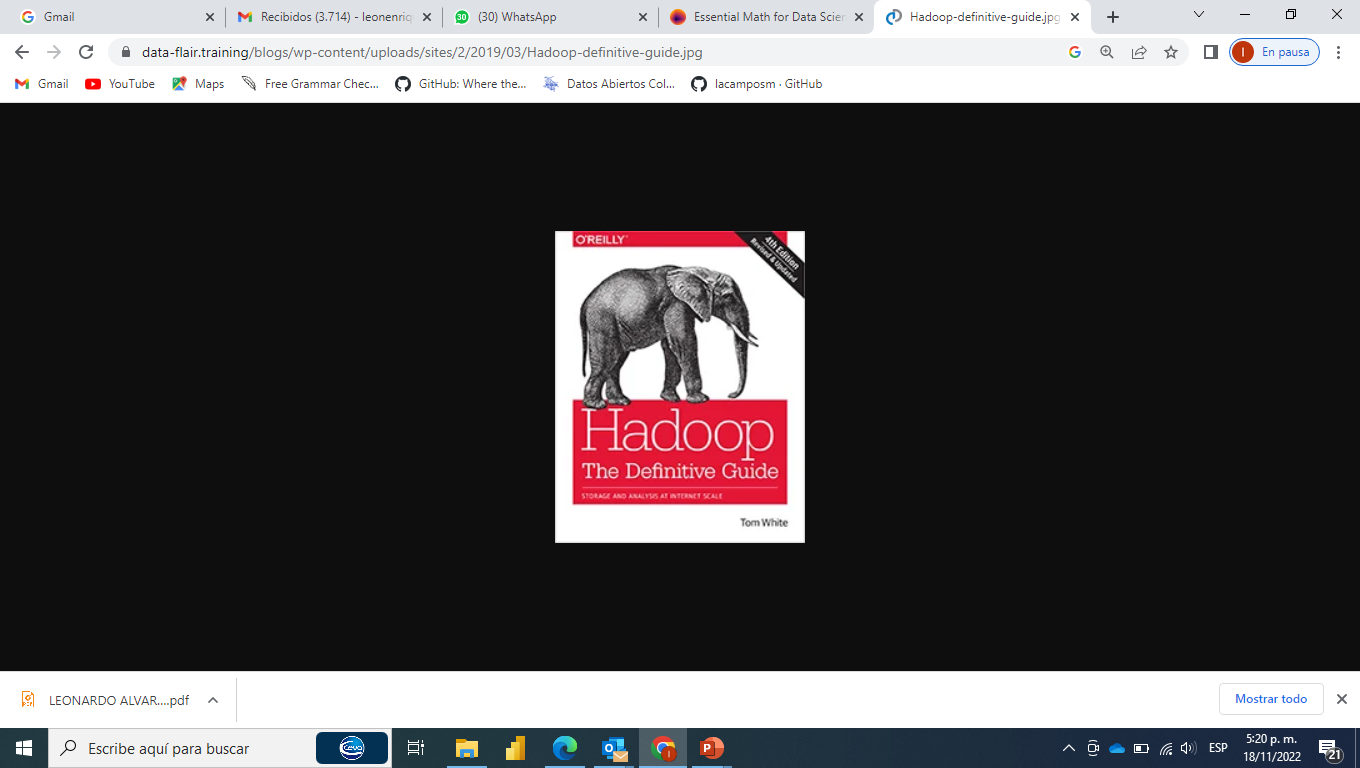 Gmail
Recibidos (3.714) - leonenriq
(30) WhatsApp
Essential Math for Data Scien
Hadoop-definitive-guide.jpg
data-flair.training/blogs/wp-content/uploads/sites/2/2019/03/Hadoop-definitive-guide.jpg
En pausa
Gmail
YouTube
Maps
Free Grammar Chec...
GitHub: Where the...
Datos Abiertos Col...
lacamposm · GitHub
O'REILLY
4th Edition
Revised & Updated
Hadoop
The Definitive Guide
STORAGE AND ANALYSIS AT INTERNET SCALE
Tom White
LEONARDO ALVAR....pdf
Mostrar todo
Escribe aquí para buscar
ESP
5:20 p. m.
18/11/2022
21